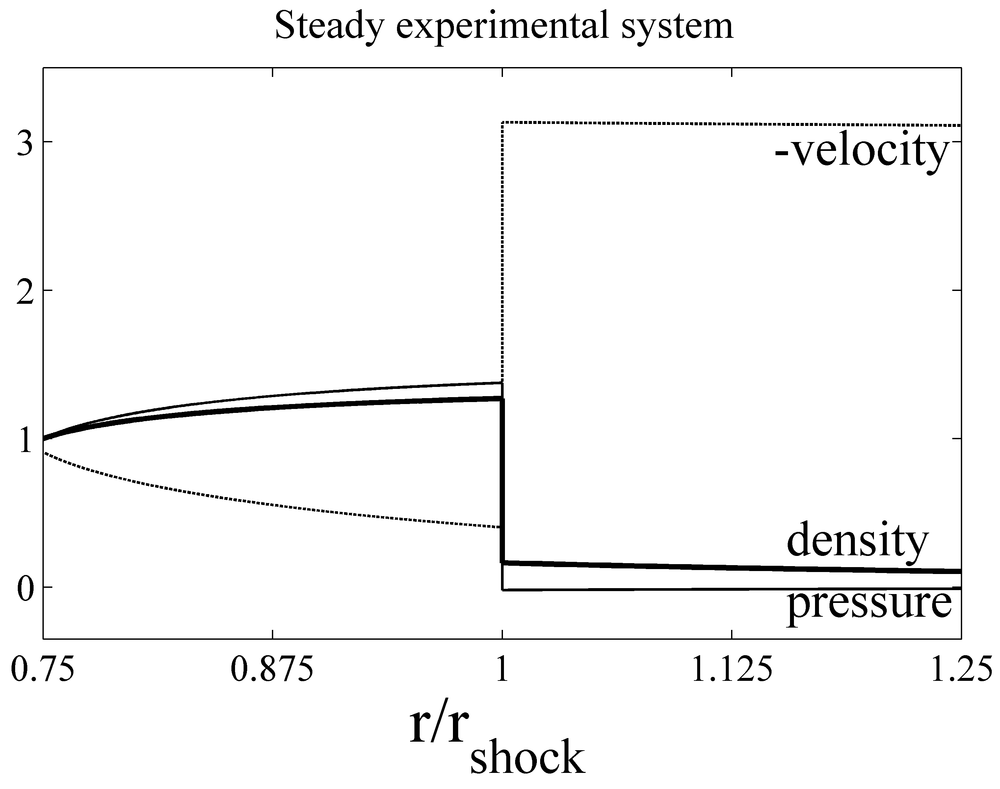 Steady experimental system
3
-velocity
2
1
density
0
pressure
0.75 0.875 1 1.125 1.25
r/r
shock